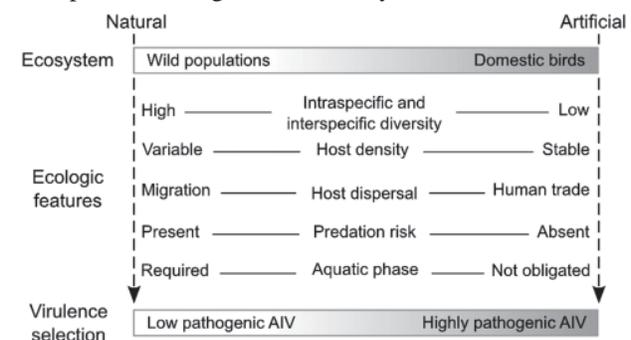 Natural Artificial
Ecosystem Wild populations Domestic birds
High Intraspecific and interspecific diversity Low
Variable Host density Stable
Ecologic features
Migration Host dispersal Human trade
Present Predation risk Absent
Required Aquatic phase Not obligated
Virulence selection
Low pathogenic AIV Highly pathogenic AIV